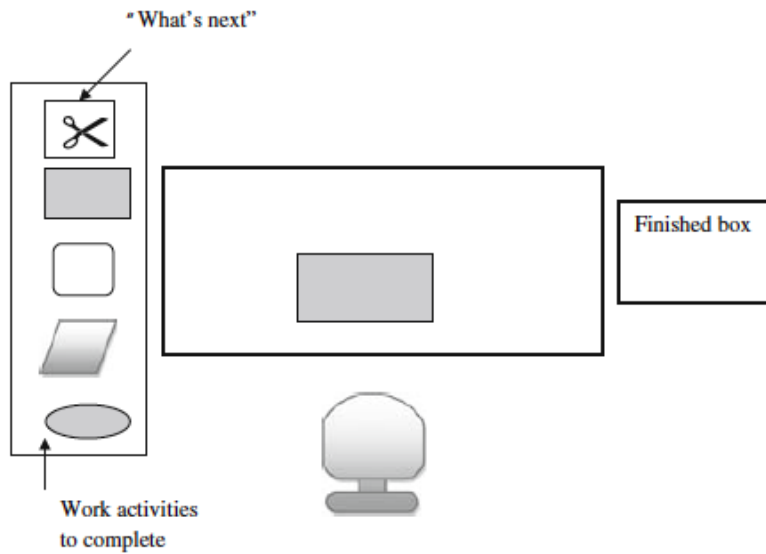 "What's next"
Finished box
Work activities
to complete